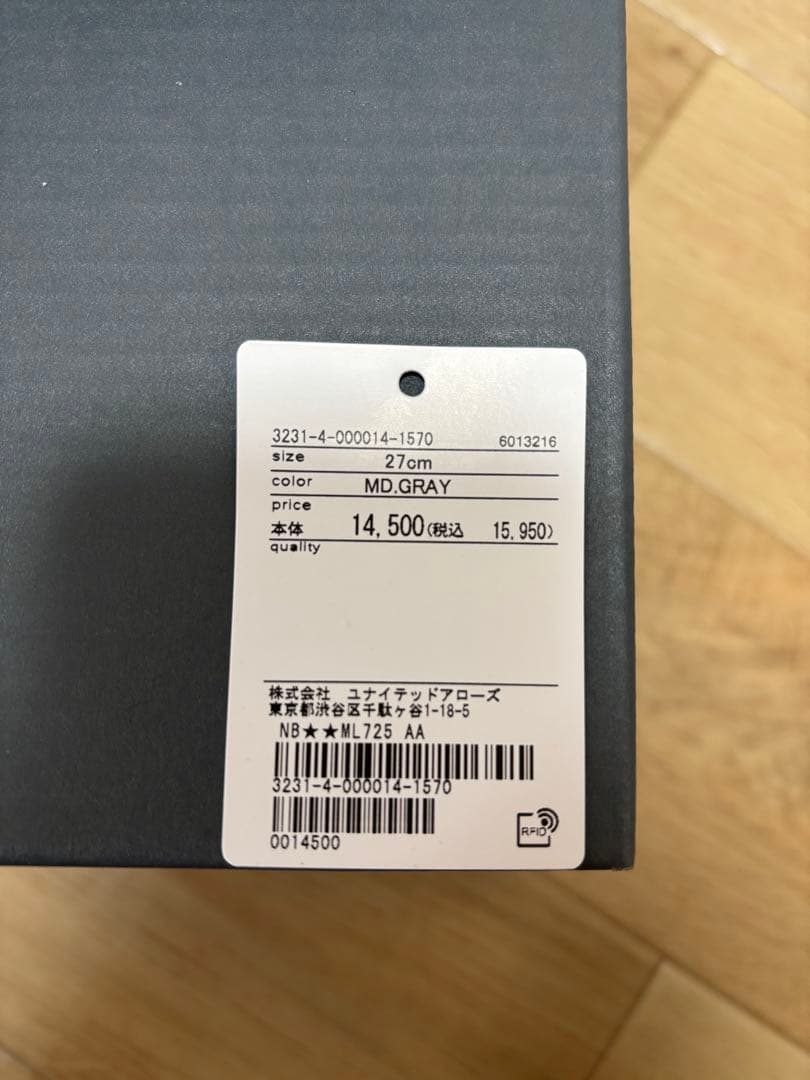 3231-4-000014-1570 6013216
size 27cm
color MD.GRAY
price
本体 14,500(税込 15,950)
quality
株式会社 ユナイテッドアローズ
東京都渋谷区千駄ヶ谷1-18-5
NB★★ML725 AA
3231-4-000014-1570
0014500
RFID